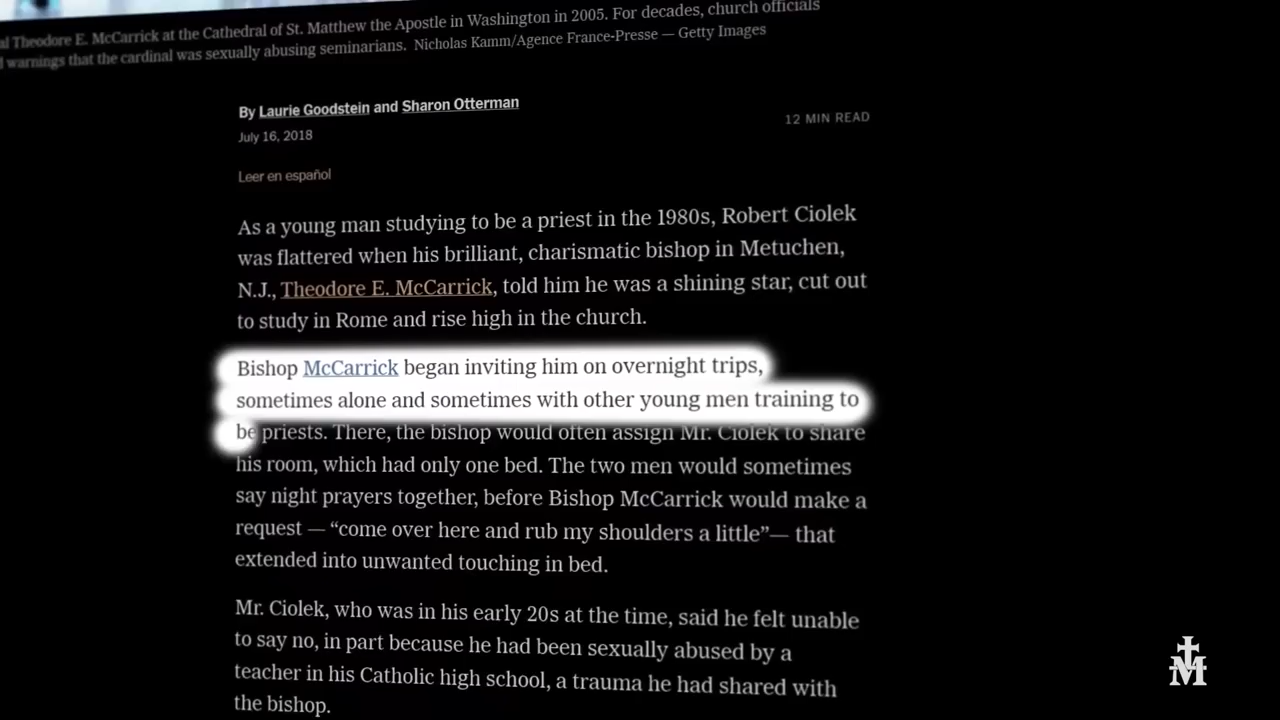 al Theodore E. McCarrick at the Cathedral of St. Matthew the Apostle in Washington in 2005. For decades, church officials
warnings that the cardinal was sexually abusing seminarians. Nicholas Kamm/Agence France-Presse — Getty Images
By Laurie Goodstein and Sharon Otterman
July 16, 2018
12 MIN READ
Leer en español
As a young man studying to be a priest in the 1980s, Robert Ciolek
was flattered when his brilliant, charismatic bishop in Metuchen,
N.J., Theodore E. McCarrick, told him he was a shining star, cut out
to study in Rome and rise high in the church.
Bishop McCarrick began inviting him on overnight trips,
sometimes alone and sometimes with other young men training to
be priests. There, the bishop would often assign Mr. Ciolek to share
his room, which had only one bed. The two men would sometimes
say night prayers together, before Bishop McCarrick would make a
request — “come over here and rub my shoulders a little”— that
extended into unwanted touching in bed.
Mr. Ciolek, who was in his early 20s at the time, said he felt unable
to say no, in part because he had been sexually abused by a
teacher in his Catholic high school, a trauma he had shared with
the bishop.
M